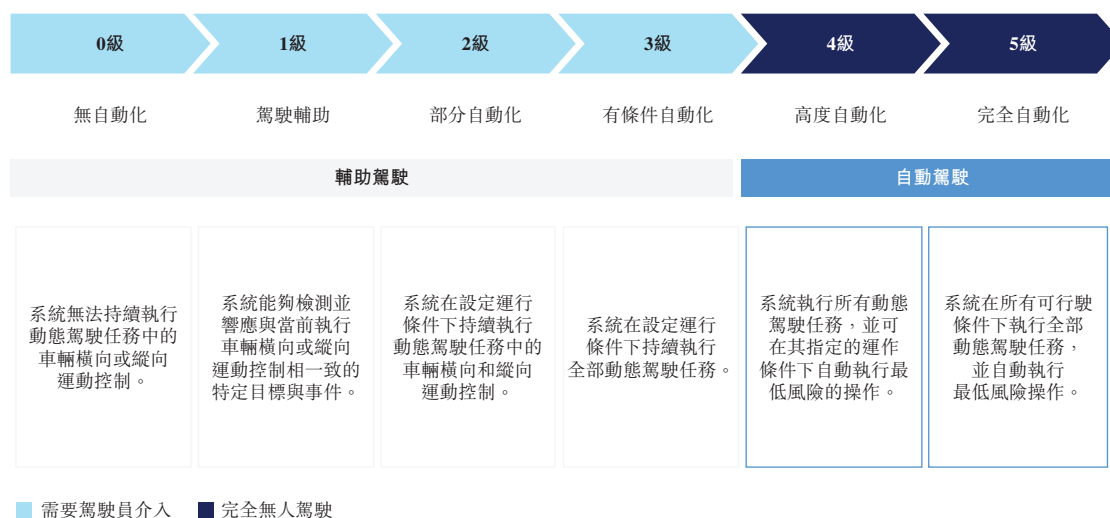 0級
1級
2級
3級
4級
5級
無自動化
駕駛輔助
部分自動化
有條件自動化
高度自動化
完全自動化
輔助駕駛
自動駕駛
系統無法持續執行
動態駕駛任務中的
車輛橫向或縱向
運動控制。
系統能夠檢測並
響應與當前執行
車輛橫向或縱向
運動控制相一致的
特定目標與事件。
系統在設定運行
條件下持續執行
動態駕駛任務中的
車輛橫向和縱向
運動控制。
系統在設定運行
條件下持續執行
全部動態駕駛任務。
系統執行所有動態
駕駛任務，並可
在其指定的運作
條件下自動執行最
低風險的操作。
系統在所有可行駛
條件下執行全部
動態駕駛任務，
並自動執行
最低風險操作。
需要駕駛員介入
完全無人駕駛